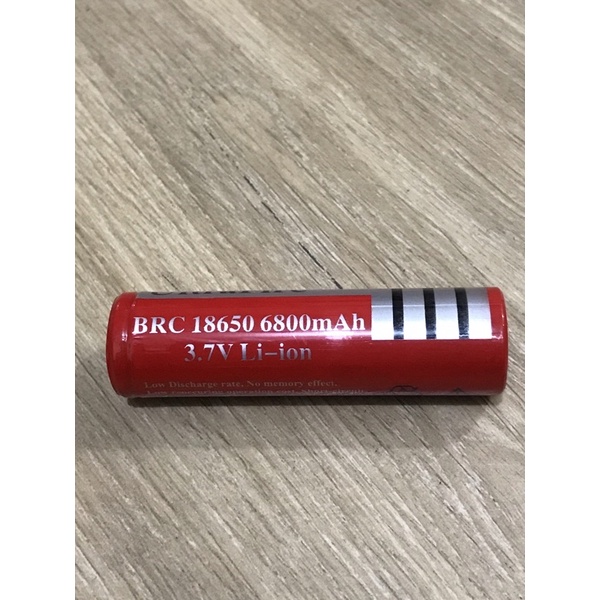 BRC 18650 6800mAh
3.7V Li-ion
Low Discharge rate, No memory effect,